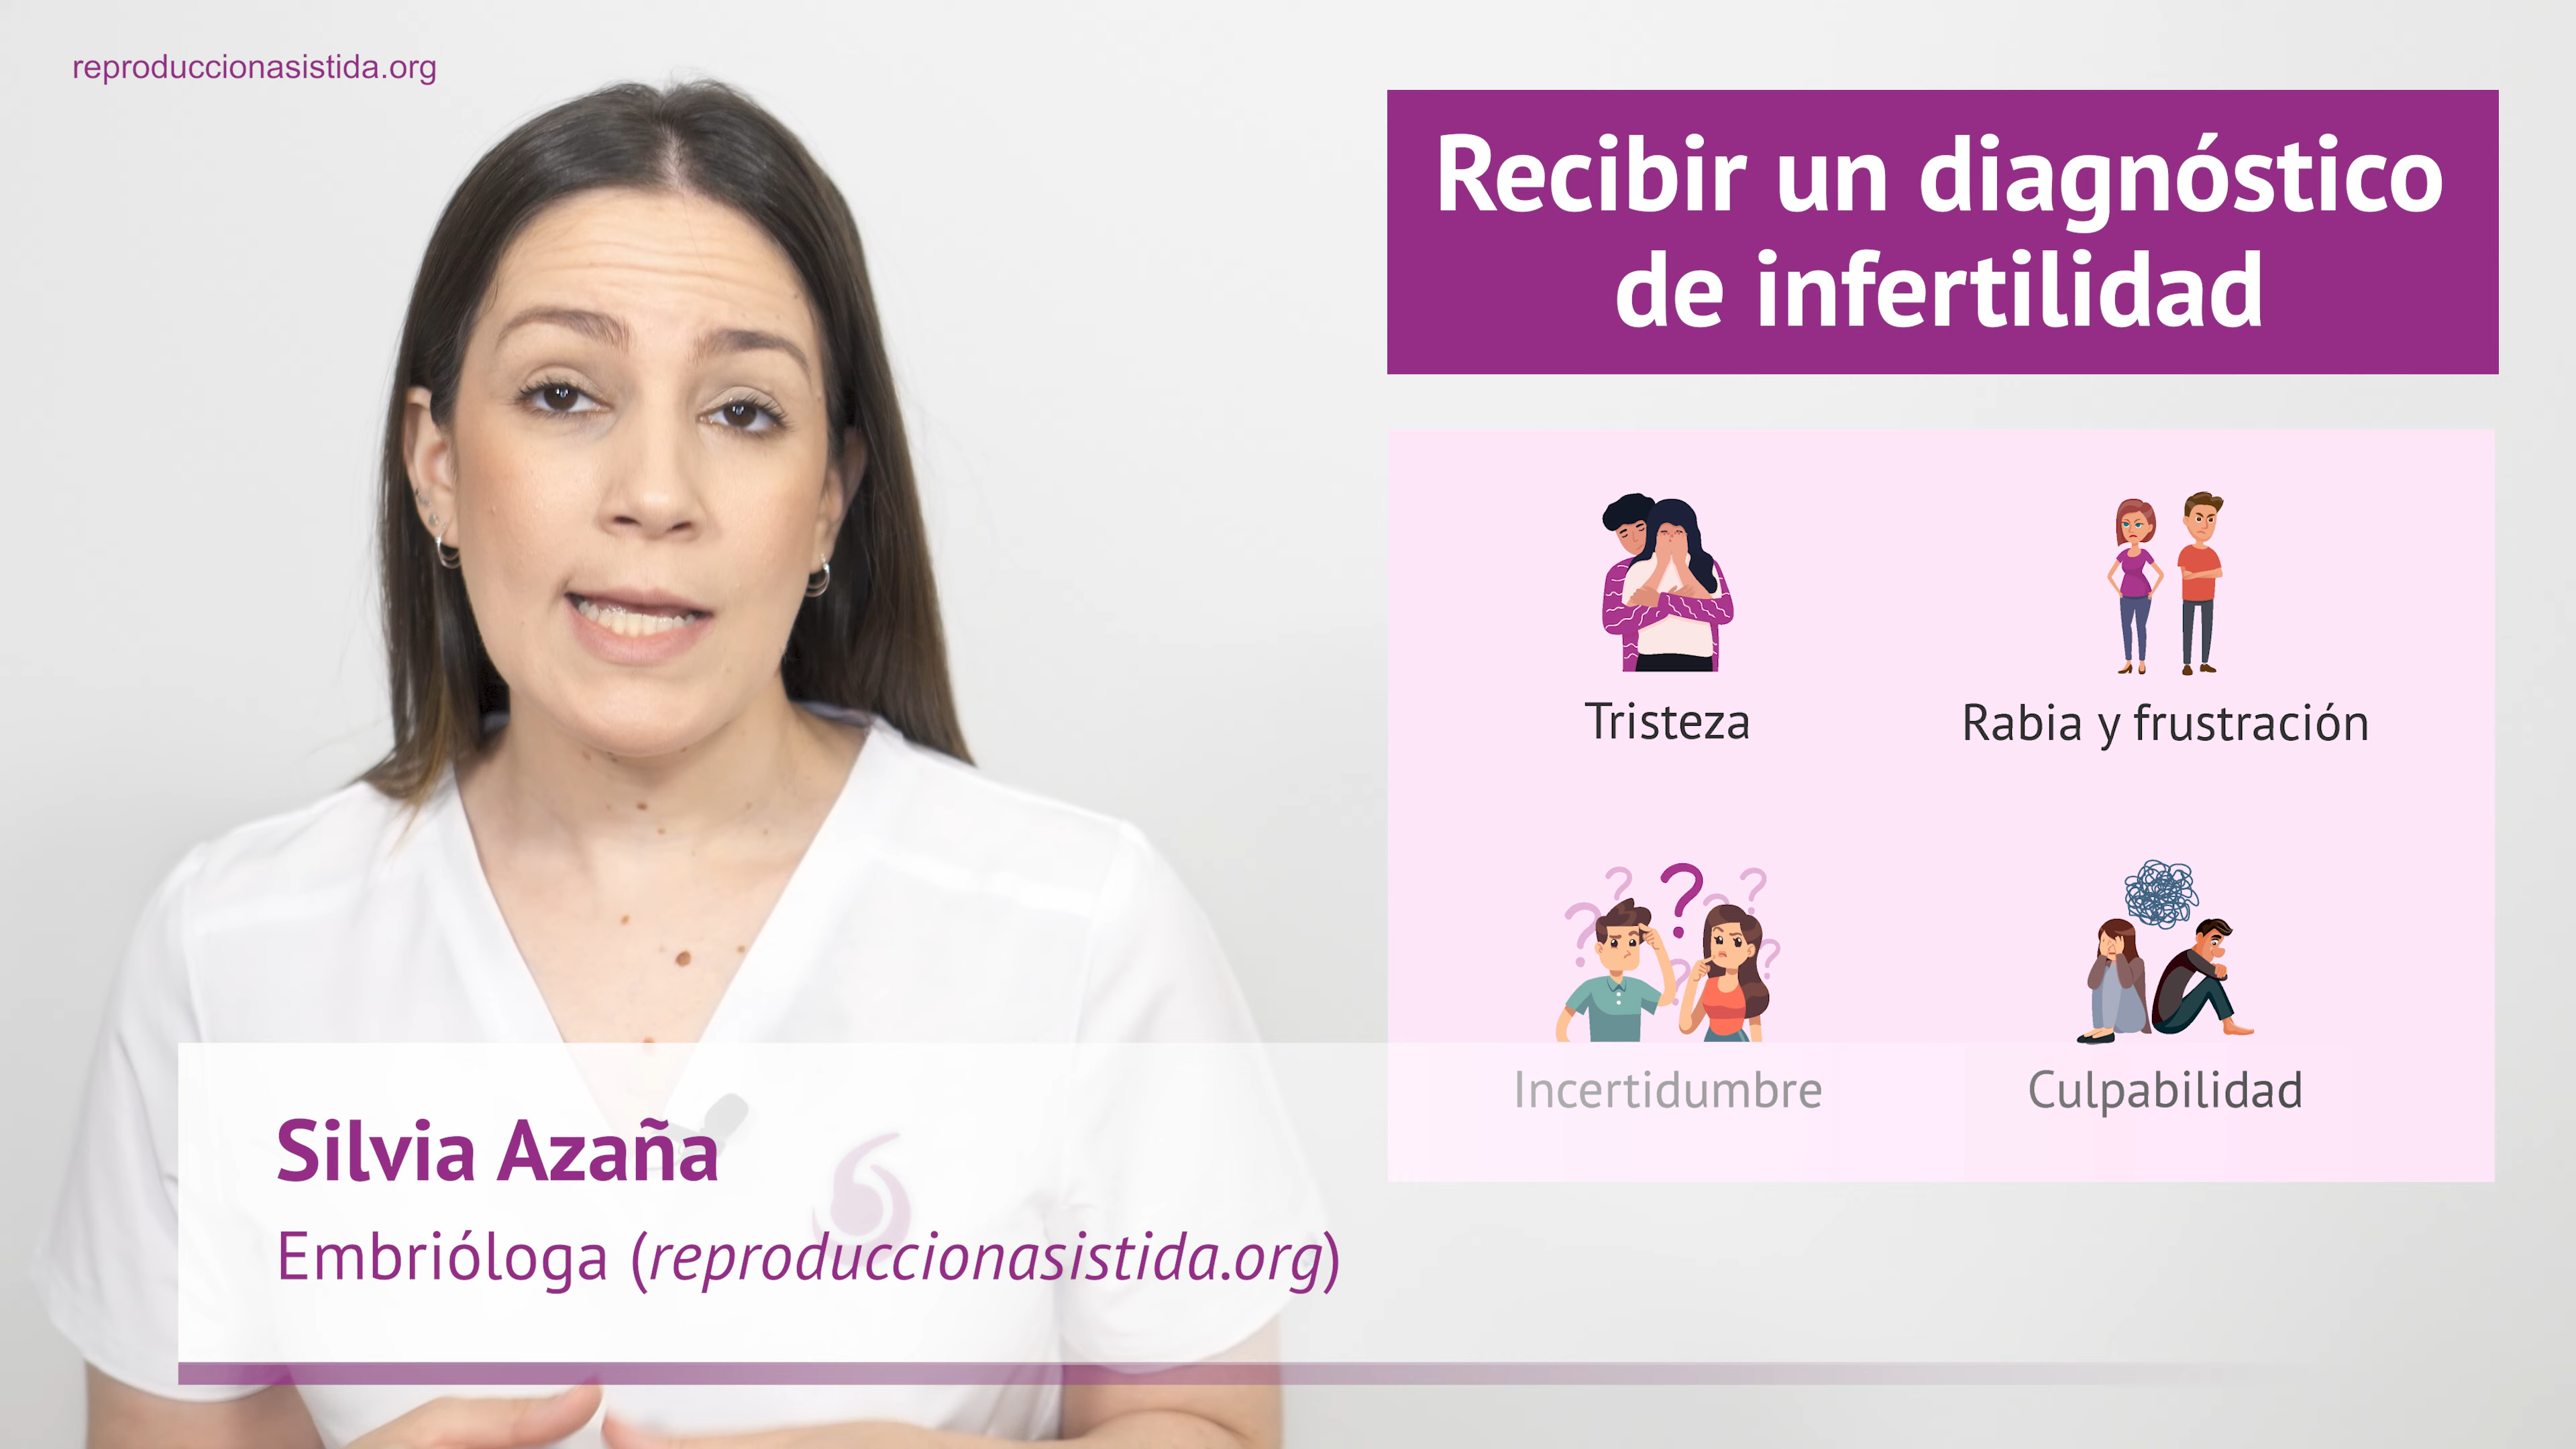 reproduccionasistida.org
Recibir un diagnóstico
de infertilidad
Tristeza
Rabia y frustración
Incertidumbre
Culpabilidad
Silvia Azaña
Embrióloga (reproduccionasistida.org)